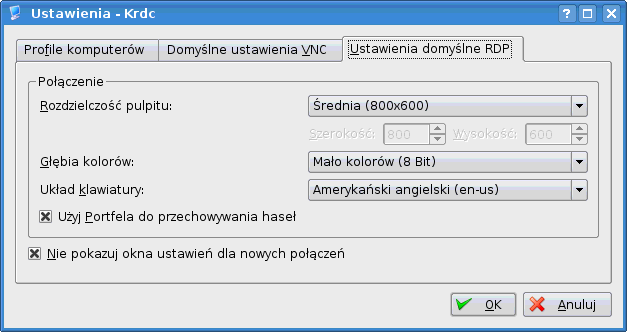 Ustawienia - Krdc
Profile komputerów Domyślne ustawienia VNC Ustawienia domyślne RDP
Połączenie
Rozdzielczość pulpitu: Średnia (800x600)
Szerokość: 800 Wysokość: 600
Głębia kolorów: Mało kolorów (8 Bit)
Układ klawiatury: Amerykański angielski (en-us)
Użyj Portfela do przechowywania haseł
Nie pokazuj okna ustawień dla nowych połączeń
OK Anuluj